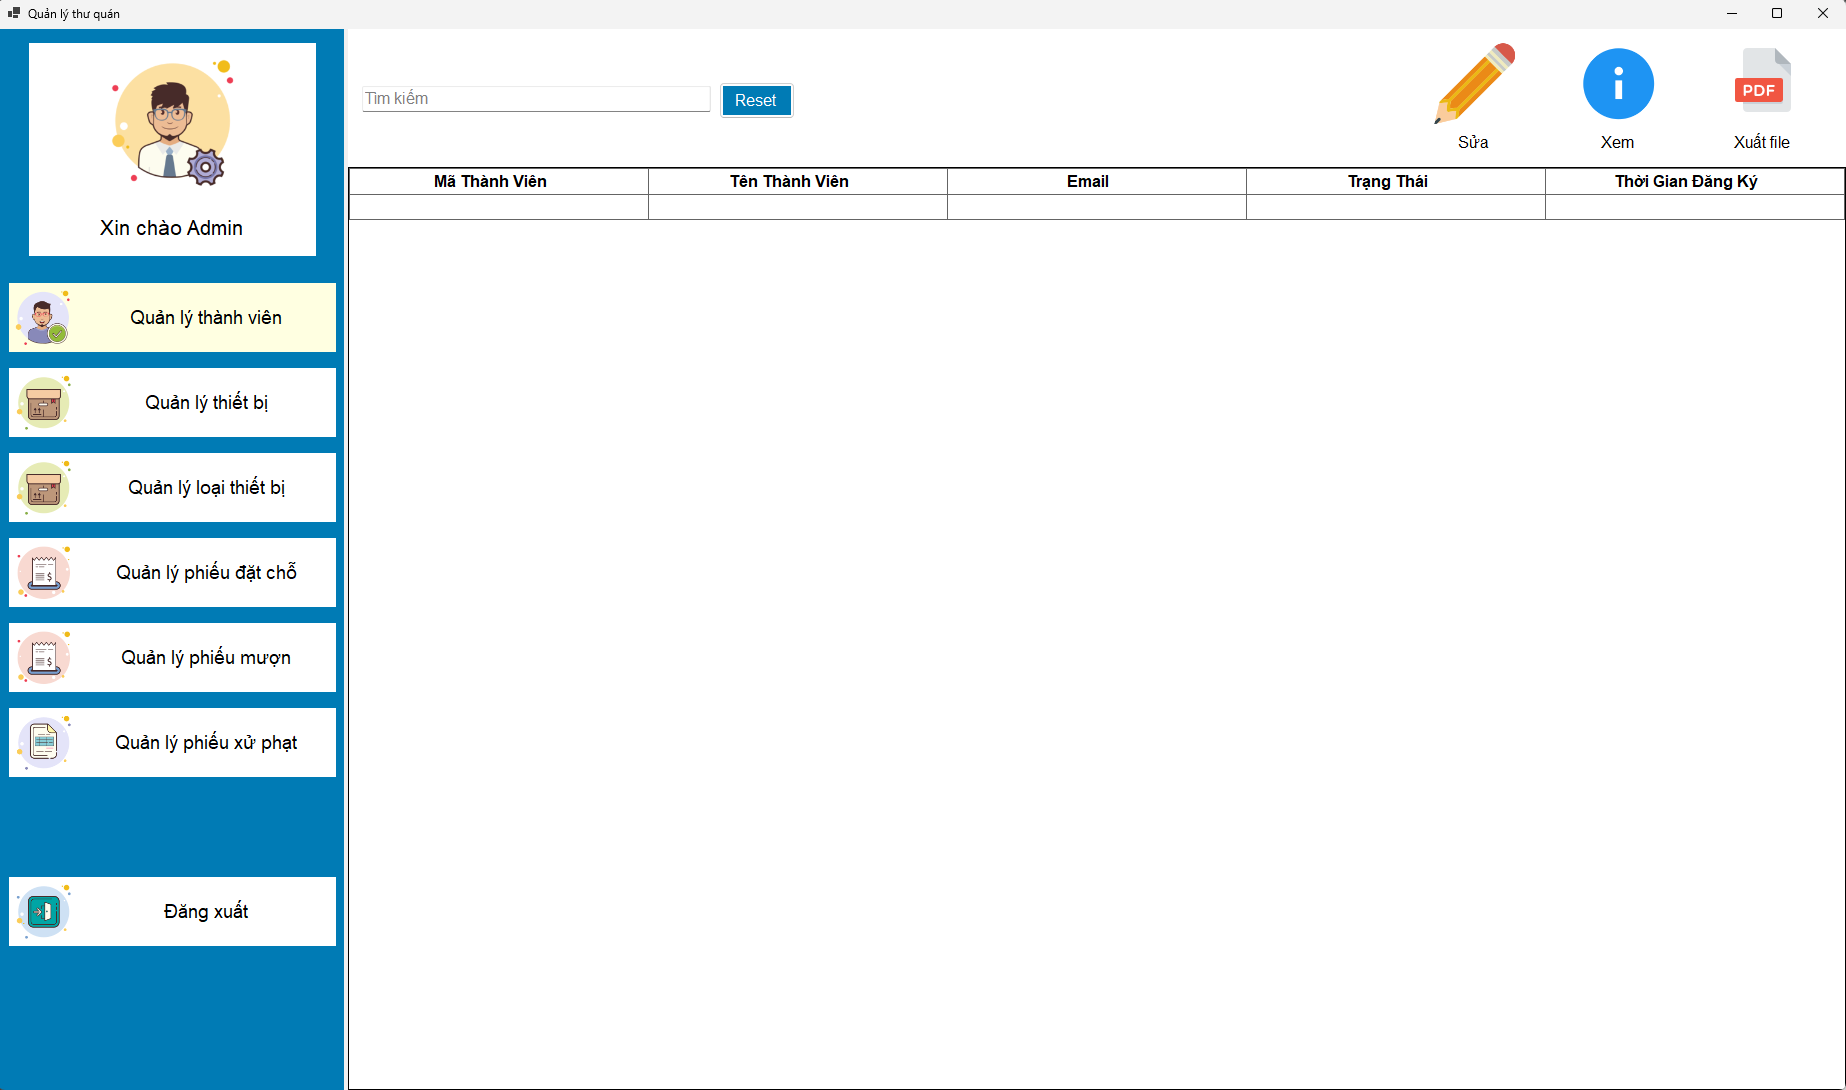 Quản lý thư quán
Xin chào Admin
Quản lý thành viên
Quản lý thiết bị
Quản lý loại thiết bị
Quản lý phiếu đặt chỗ
Quản lý phiếu mượn
Quản lý phiếu xử phạt
Đăng xuất
Tìm kiếm
Reset
Sửa
Xem
PDF
Xuất file
Mã Thành Viên
Tên Thành Viên
Email
Trạng Thái
Thời Gian Đăng Ký